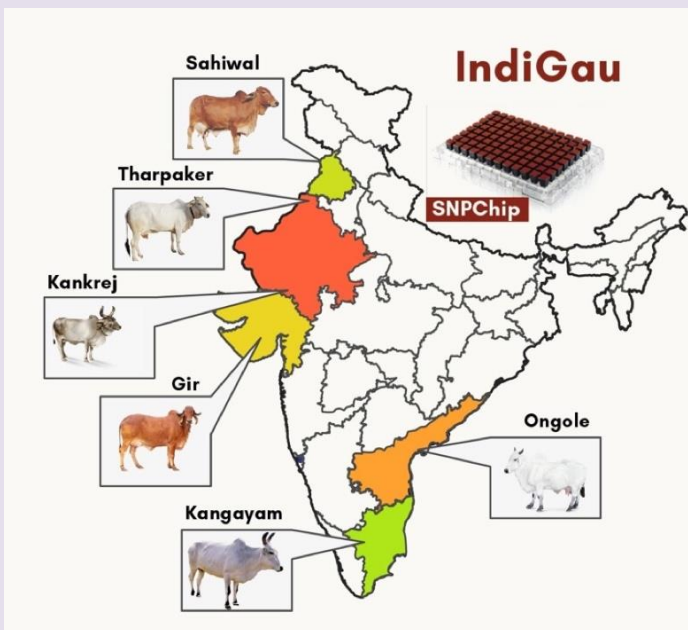 Sahiwal
IndiGau
Tharpaker
SNPChip
Kankrej
Gir
Ongole
Kangayam